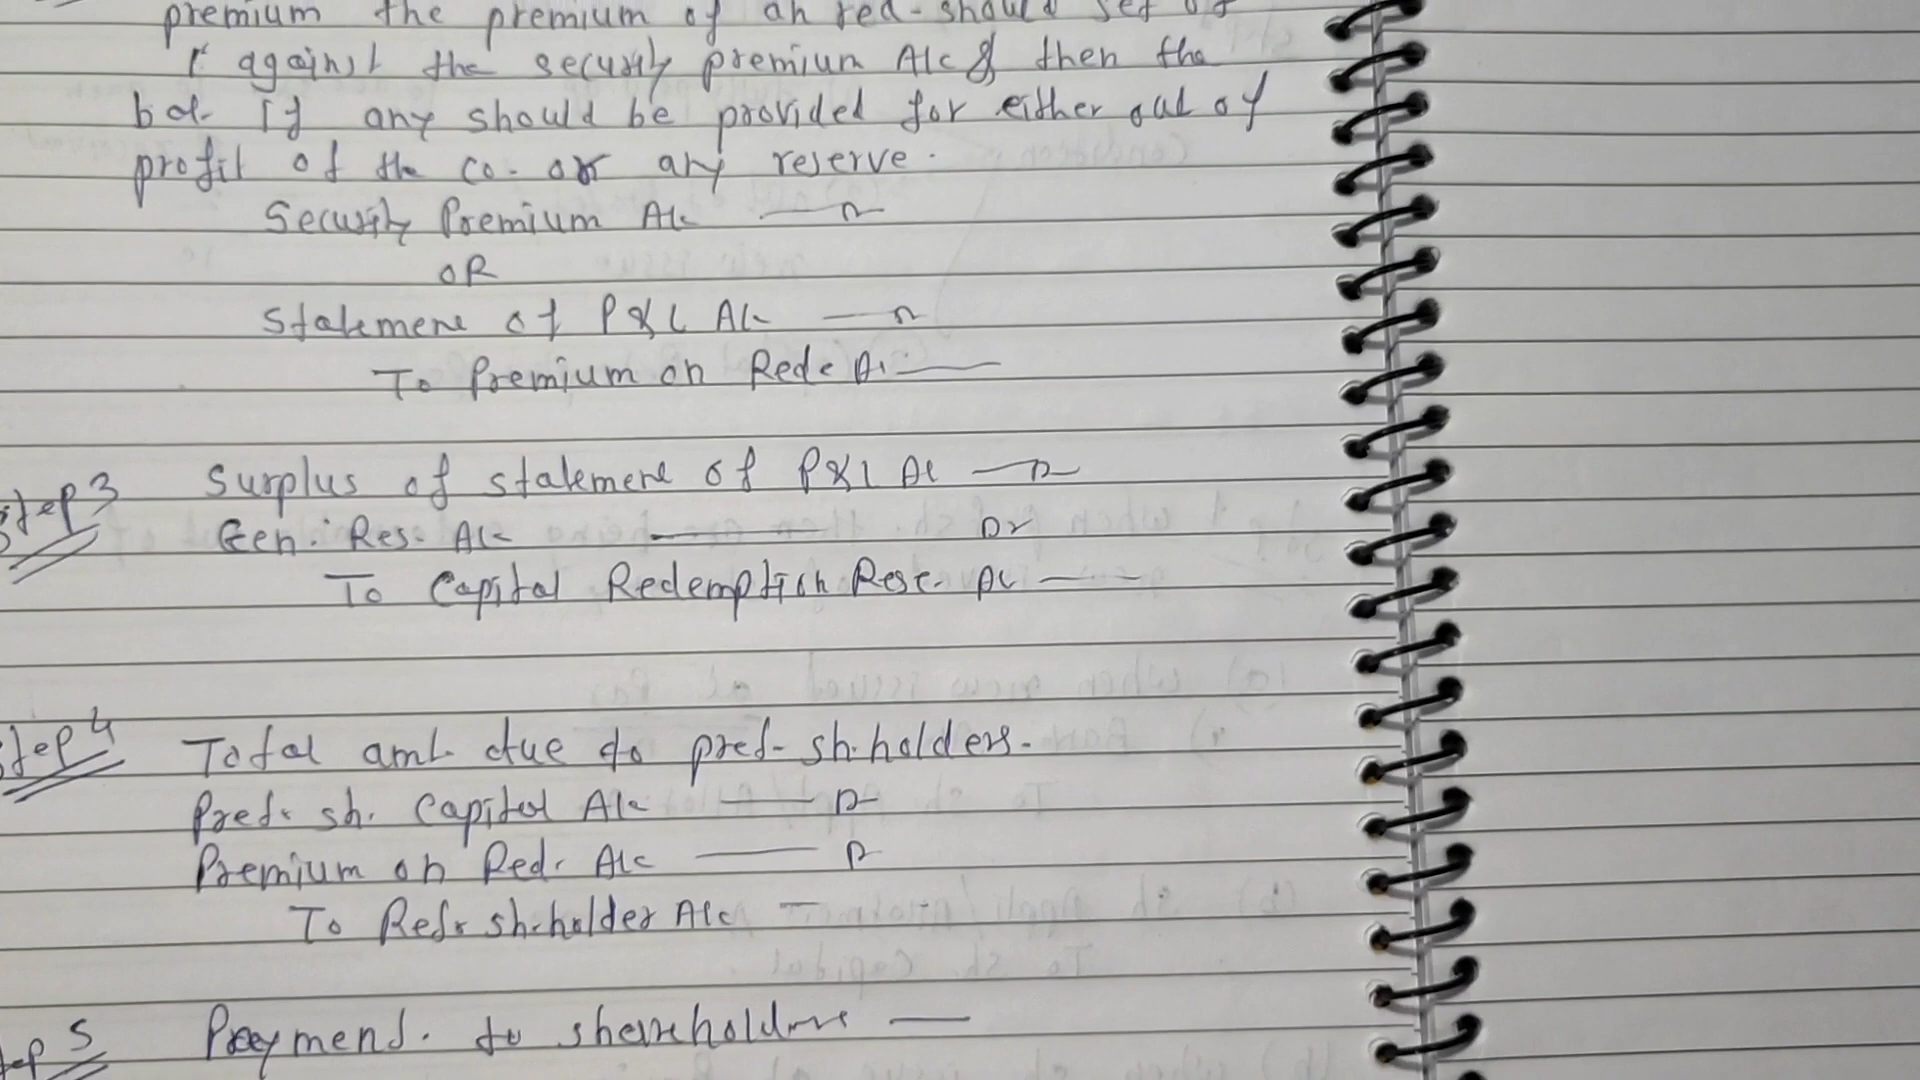 premium the premium of an red- should set of
against the security premium A/c & then the
bal- If any should be provided for either out of
profit of the co. or any reserve.
Security Premium A/c — Dr
OR
Statement of P&L A/c — Dr
To Premium on Red. A/c —
Step 3 Surplus of statement of P&L A/c — Dr
Gen. Res. A/c — Dr
To Capital Redemption Rese. A/c —
Step 4 Total amt. due to pref- sh. holders.
Pref. sh. Capital A/c — Dr
Premium on Red. A/c — Dr
To Refr sh.holder A/c —
Step 5 Payment. to shareholders —